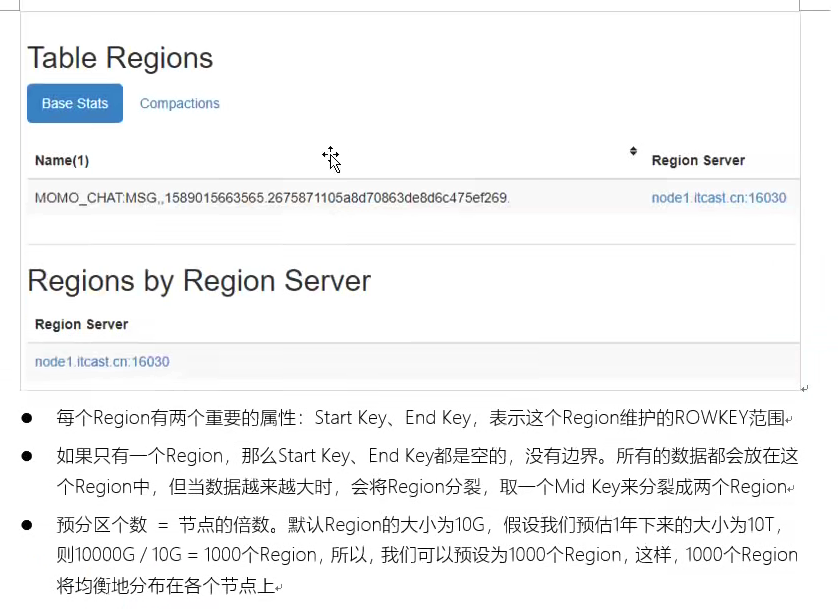 Table Regions
Base Stats Compactions
Name(1) Region Server
MOMO_CHAT:MSG,,1589015663565.2675871105a8d70863de8d6c475ef269. node1.itcast.cn:16030
Regions by Region Server
Region Server
node1.itcast.cn:16030
● 每个Region有两个重要的属性：Start Key、End Key，表示这个Region维护的ROWKEY范围
● 如果只有一个Region，那么Start Key、End Key都是空的，没有边界。所有的数据都会放在这
个Region中，但当数据越来越大时，会将Region分裂，取一个Mid Key来分裂成两个Region
● 预分区个数 = 节点的倍数。默认Region的大小为10G，假设我们预估1年下来的大小为10T，
则10000G / 10G = 1000个Region，所以，我们可以预设为1000个Region，这样，1000个Region
将均衡地分布在各个节点上